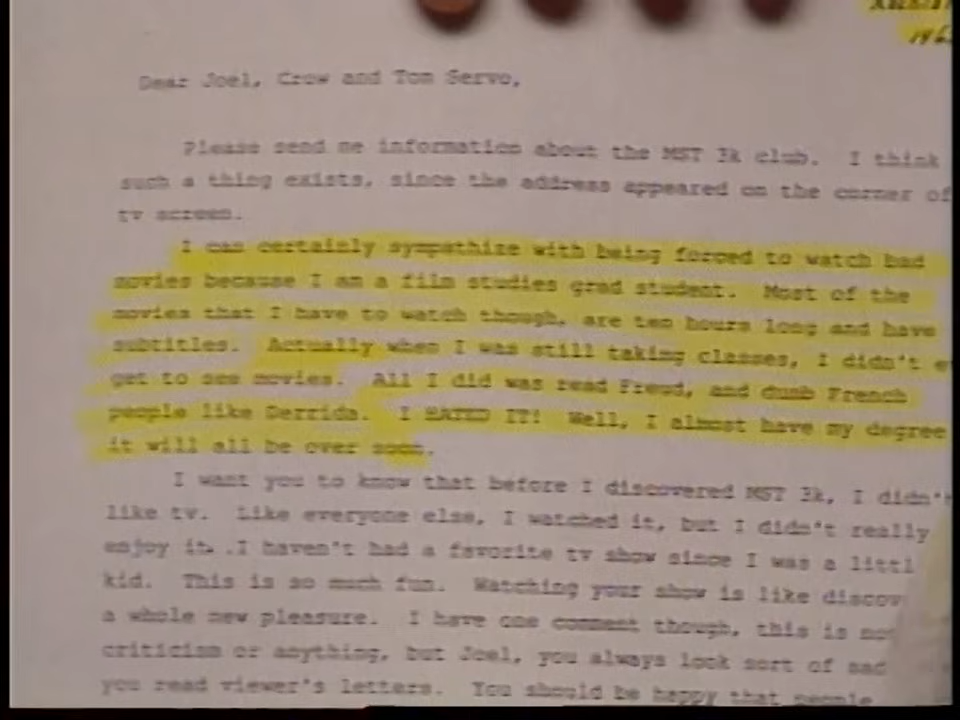 196
Dear Joel, Crow and Tom Servo,
Please send me information about the MST 3k club. I think
such a thing exists, since the address appeared on the corner of
tv screen.
I can certainly sympathize with being forced to watch bad
movies because I am a film studies grad student. Most of the
movies that I have to watch though, are ten hours long and have
subtitles. Actually when I was still taking classes, I didn't e
get to see movies. All I did was read Freud, and dumb French
people like Derrida. I HATED IT! Well, I almost have my degree
it will all be over soon.
I want you to know that before I discovered MST 3k, I didn't
like tv. Like everyone else, I watched it, but I didn't really
enjoy it. I haven't had a favorite tv show since I was a littl
kid. This is so much fun. Watching your show is like discov
a whole new pleasure. I have one comment though, this is not
criticism or anything, but Joel, you always look sort of sad
you read viewer's letters. You should be happy that people